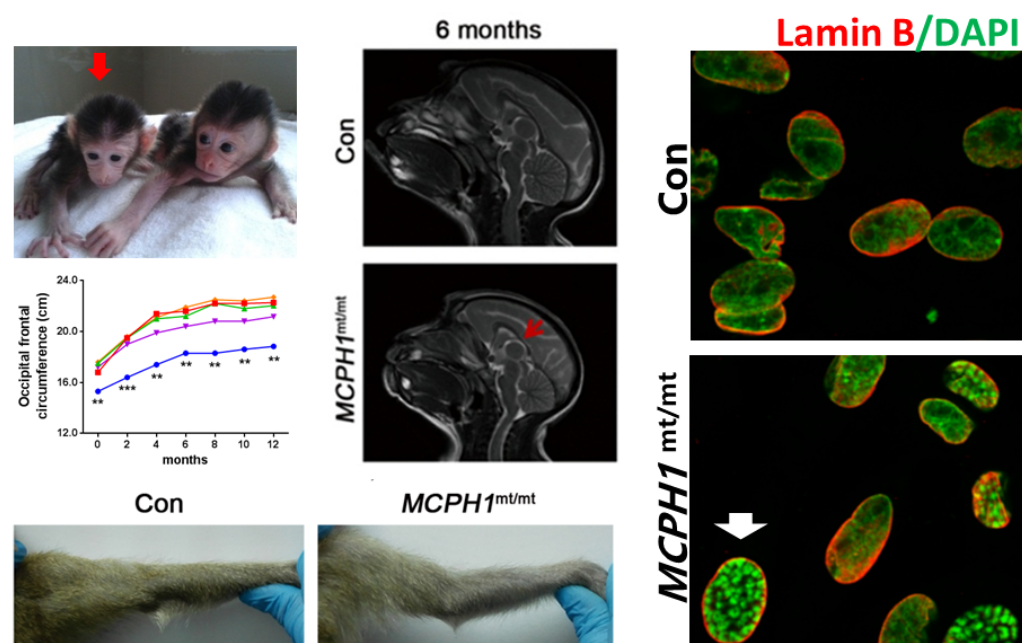 6 months
Lamin B/DAPI
Con
MCPH1mt/mt
Occipital frontal
circumference (cm)
24.0
20.0
16.0
12.0
**
***
**
**
**
**
**
0 2 4 6 8 10 12
months
Con
MCPH1mt/mt
Con
MCPH1 mt/mt